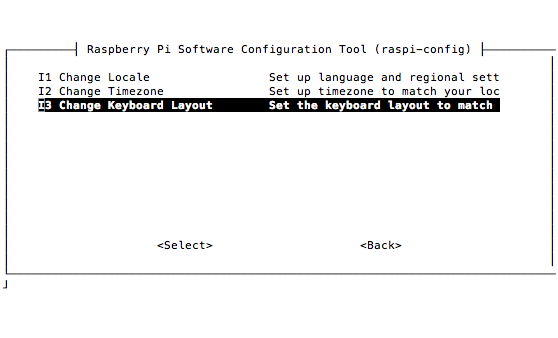 Raspberry Pi Software Configuration Tool (raspi-config)
I1 Change Locale Set up language and regional sett
I2 Change Timezone Set up timezone to match your loc
I3 Change Keyboard Layout Set the keyboard layout to match
<Select> <Back>